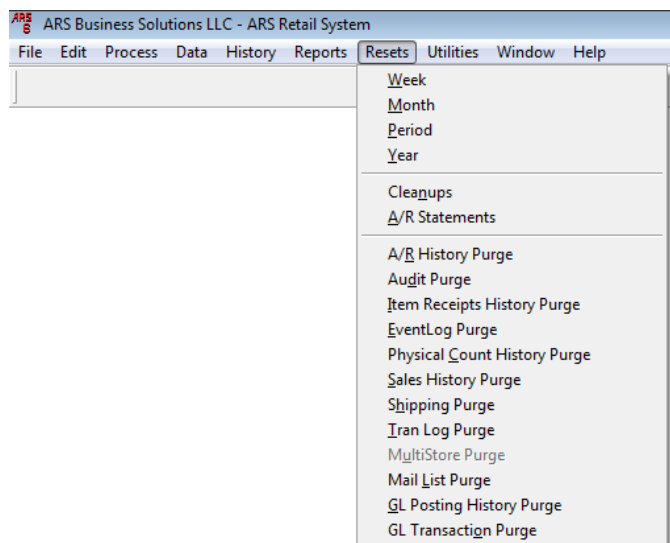 ARS 6 ARS Business Solutions LLC - ARS Retail System
File Edit Process Data History Reports Resets Utilities Window Help
Week
Month
Period
Year
Cleanups
A/R Statements
A/R History Purge
Audit Purge
Item Receipts History Purge
EventLog Purge
Physical Count History Purge
Sales History Purge
Shipping Purge
Tran Log Purge
MultiStore Purge
Mail List Purge
GL Posting History Purge
GL Transaction Purge